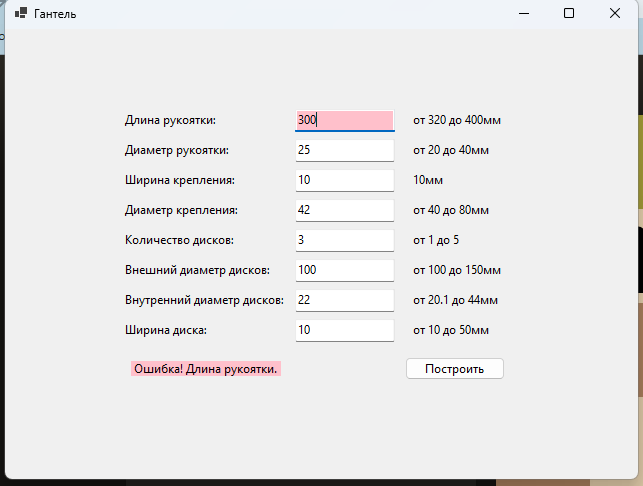 Гантель
Длина рукоятки: 300 от 320 до 400мм
Диаметр рукоятки: 25 от 20 до 40мм
Ширина крепления: 10 10мм
Диаметр крепления: 42 от 40 до 80мм
Количество дисков: 3 от 1 до 5
Внешний диаметр дисков: 100 от 100 до 150мм
Внутренний диаметр дисков: 22 от 20.1 до 44мм
Ширина диска: 10 от 10 до 50мм
Ошибка! Длина рукоятки. Построить